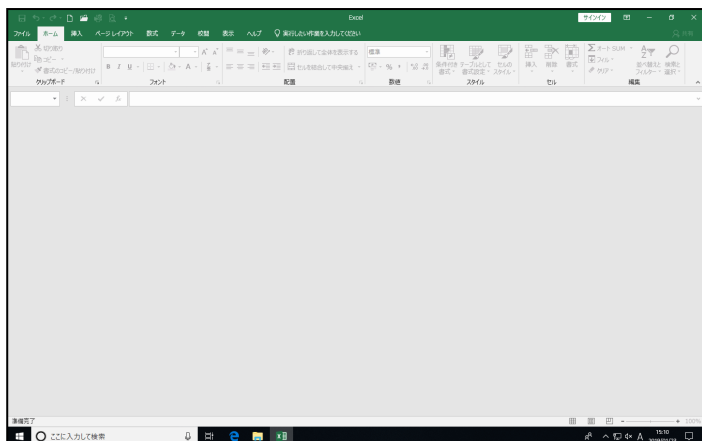 Excel
サインイン
ファイル ホーム 挿入 ページ レイアウト 数式 データ 校閲 表示 ヘルプ 実行したい作業を入力してください 共有
貼り付け
切り取り
コピー
書式のコピー/貼り付け
クリップボード
B I U A
フォント
折り返して全体を表示する
セルを結合して中央揃え
配置
標準
%
数値
条件付き書式
テーブルとして書式設定
セルのスタイル
スタイル
挿入 削除 書式
セル
オート SUM
フィル
クリア
並べ替えとフィルター
検索と選択
編集
fx
準備完了
100%
ここに入力して検索
A
15:10